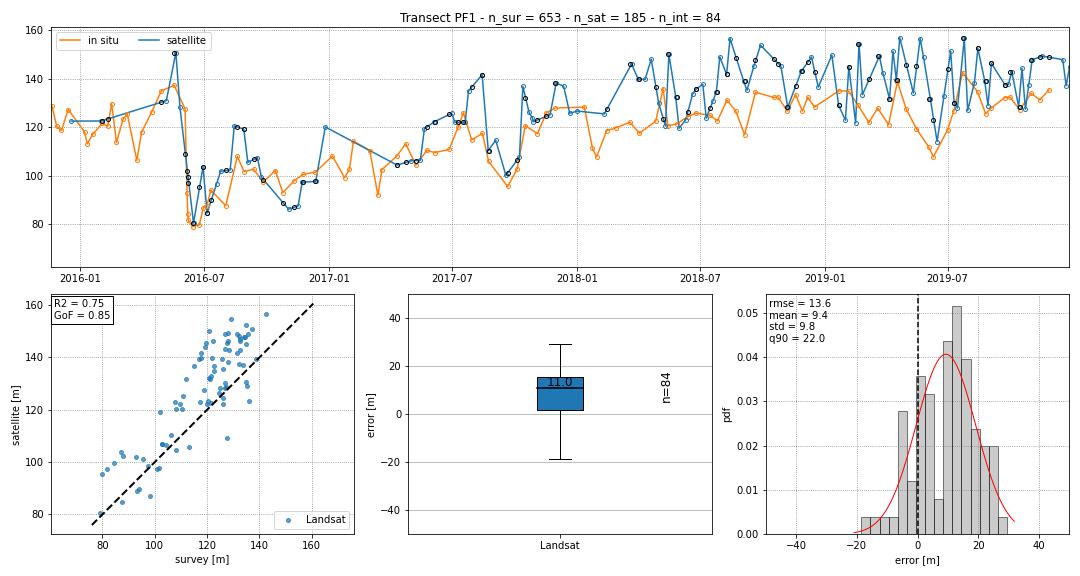 Transect PF1 - n_sur = 653 - n_sat = 185 - n_int = 84
in situ
satellite
160
140
120
100
80
2016-01
2016-07
2017-01
2017-07
2018-01
2018-07
2019-01
2019-07
R2 = 0.75
GoF = 0.85
satellite [m]
160
140
120
100
80
Landsat
80
100
120
140
160
survey [m]
error [m]
40
20
0
−20
−40
11.0
n=84
Landsat
rmse = 13.6
mean = 9.4
std = 9.8
q90 = 22.0
pdf
0.05
0.04
0.03
0.02
0.01
0.00
−40
−20
0
20
40
error [m]